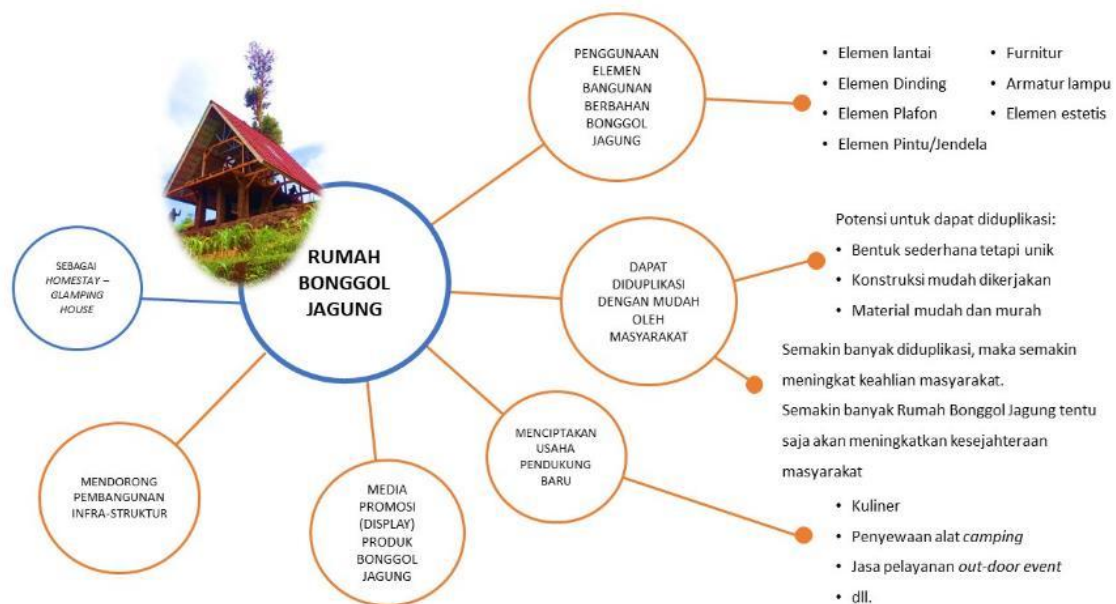 RUMAH
BONGGOL
JAGUNG
PENGGUNAAN
ELEMEN
BANGUNAN
BERBAHAN
BONGGOL
JAGUNG
• Elemen lantai
• Elemen Dinding
• Elemen Plafon
• Elemen Pintu/Jendela
• Furnitur
• Armatur lampu
• Elemen estetis
DAPAT
DIDUPLIKASI
DENGAN MUDAH
OLEH
MASYARAKAT
Potensi untuk dapat diduplikasi:
• Bentuk sederhana tetapi unik
• Konstruksi mudah dikerjakan
• Material mudah dan murah
Semakin banyak diduplikasi, maka semakin
meningkat keahlian masyarakat.
Semakin banyak Rumah Bonggol Jagung tentu
saja akan meningkatkan kesejahteraan
masyarakat
MENCIPTAKAN
USAHA
PENDUKUNG
BARU
• Kuliner
• Penyewaan alat camping
• Jasa pelayanan out-door event
• dll.
MEDIA
PROMOSI
(DISPLAY)
PRODUK
BONGGOL
JAGUNG
MENDORONG
PEMBANGUNAN
INFRA-STRUKTUR
SEBAGAI
HOMESTAY –
GLAMPING
HOUSE